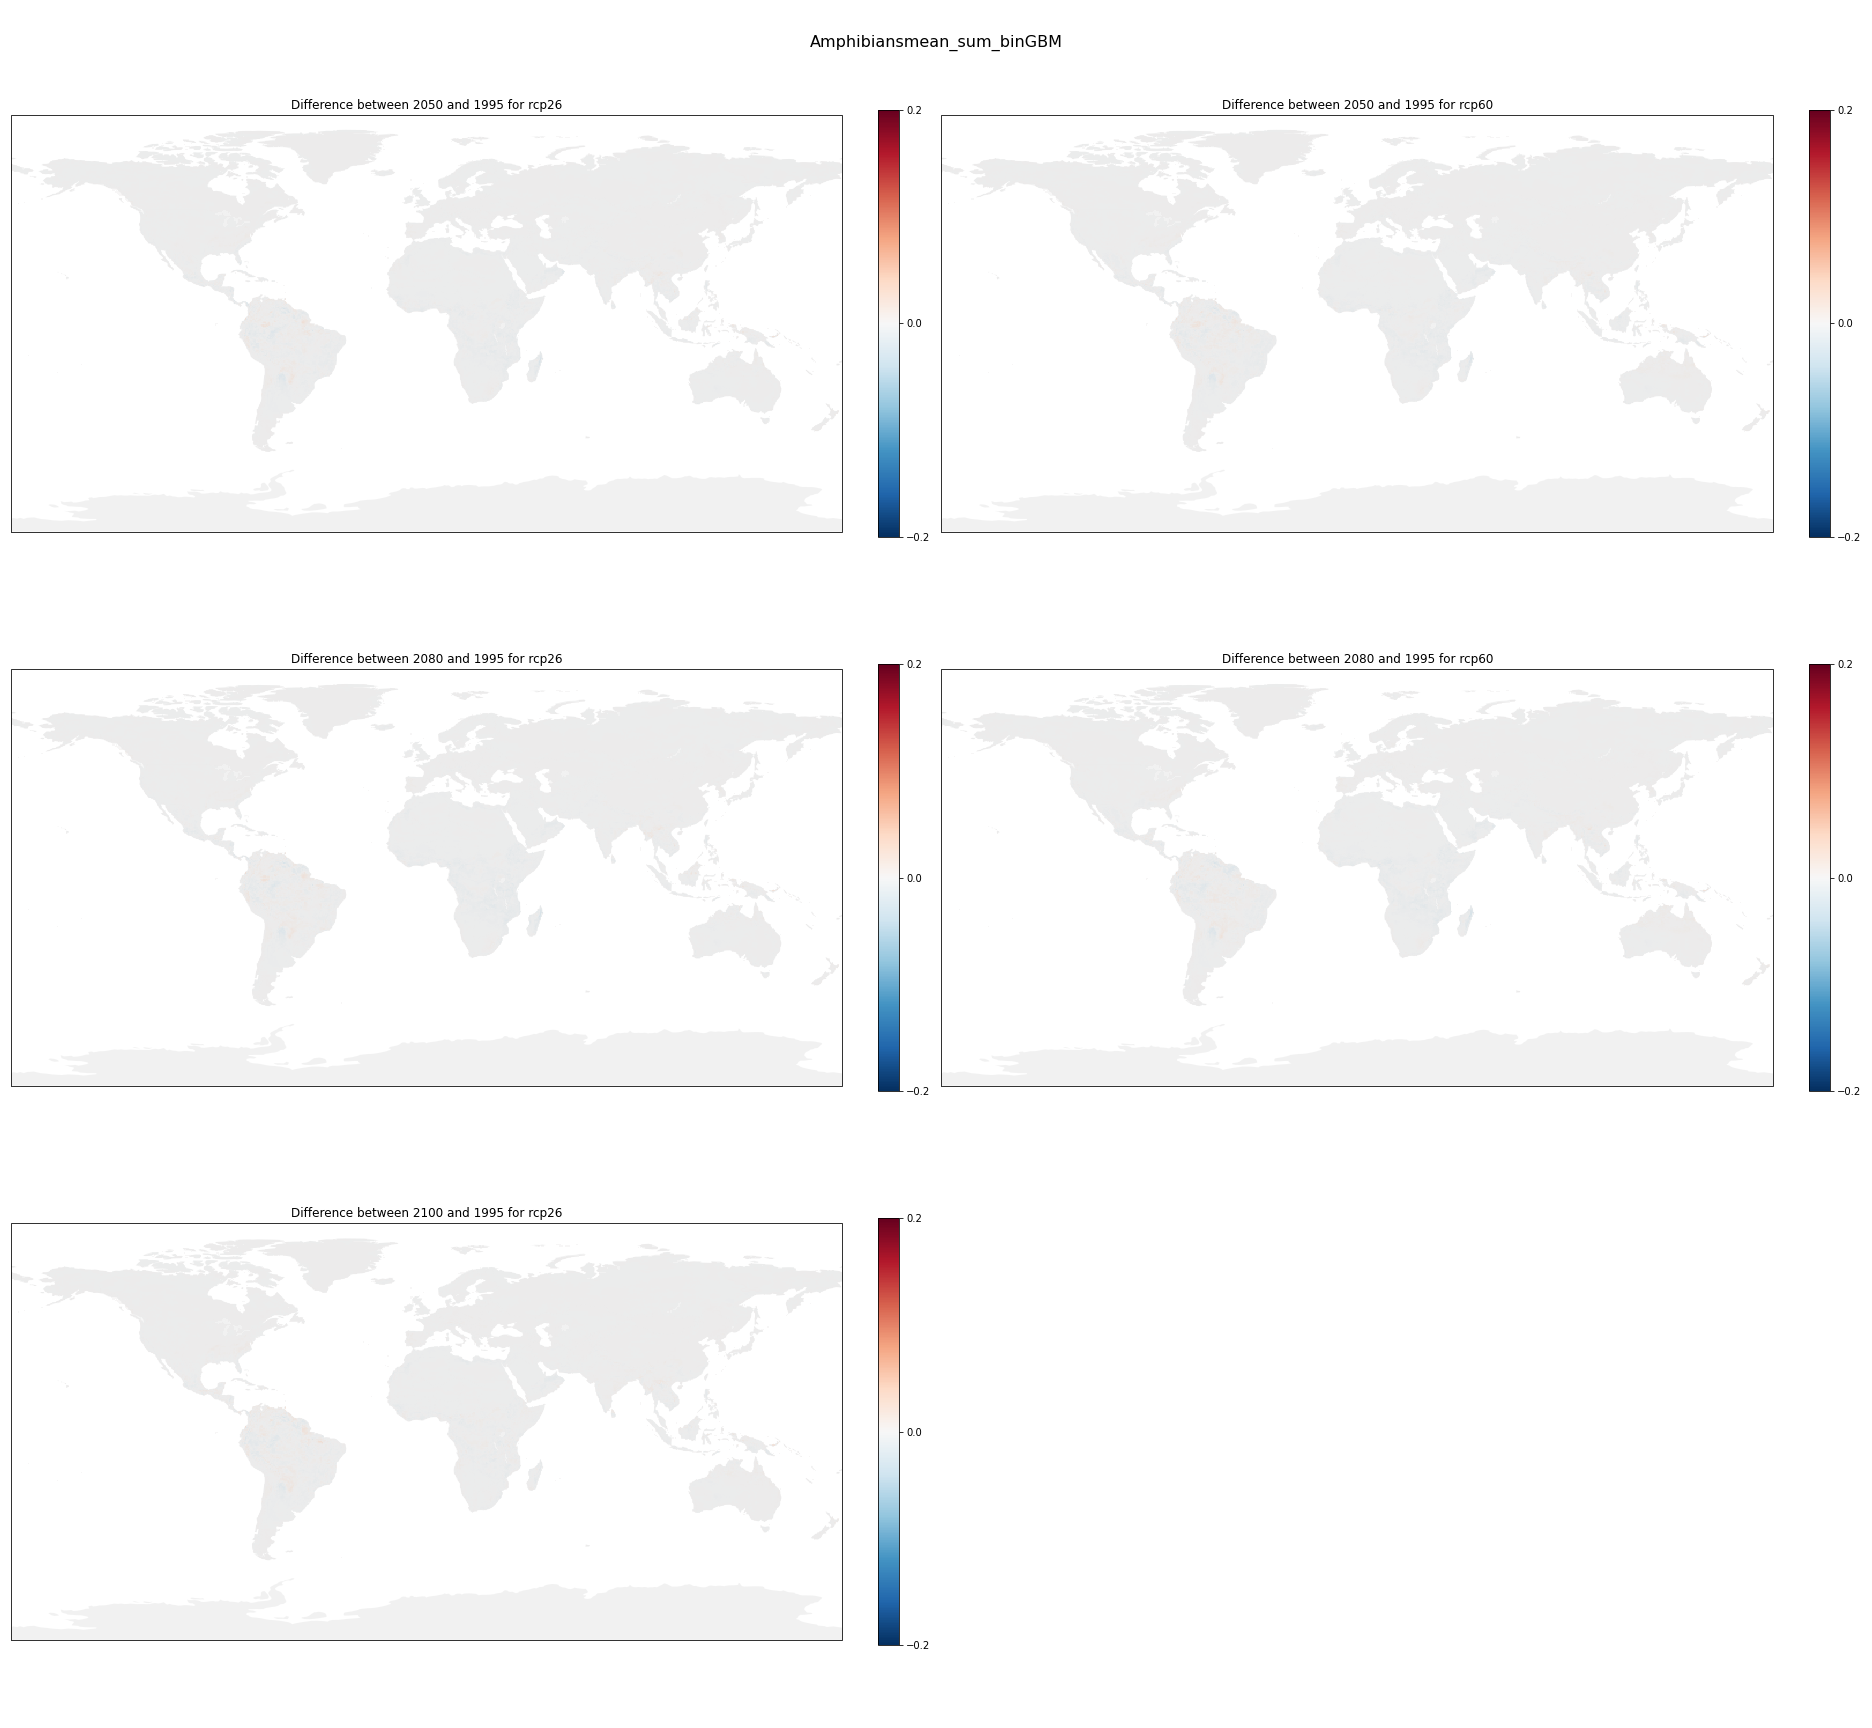 Amphibiansmean_sum_binGBM
Difference between 2050 and 1995 for rcp26
0.2
0.0
−0.2
Difference between 2050 and 1995 for rcp60
0.2
0.0
−0.2
Difference between 2080 and 1995 for rcp26
0.2
0.0
−0.2
Difference between 2080 and 1995 for rcp60
0.2
0.0
−0.2
Difference between 2100 and 1995 for rcp26
0.2
0.0
−0.2